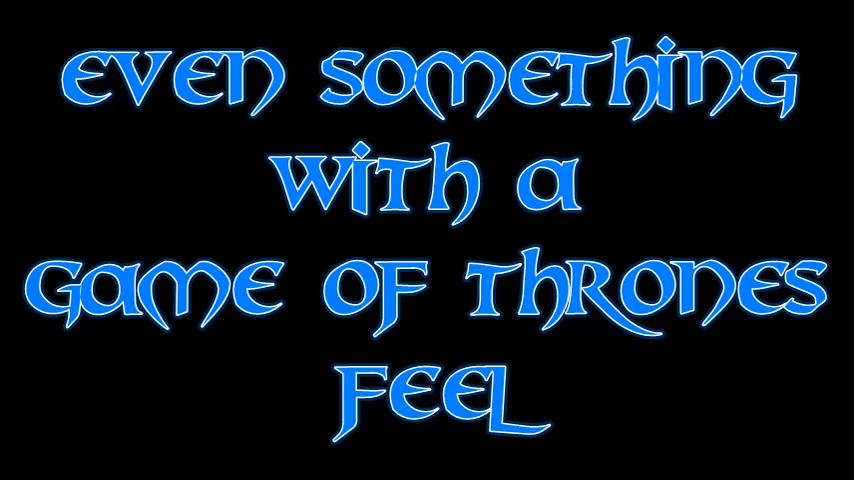 EVEN SOMETHING
WITH A
GAME OF THRONES
FEEL